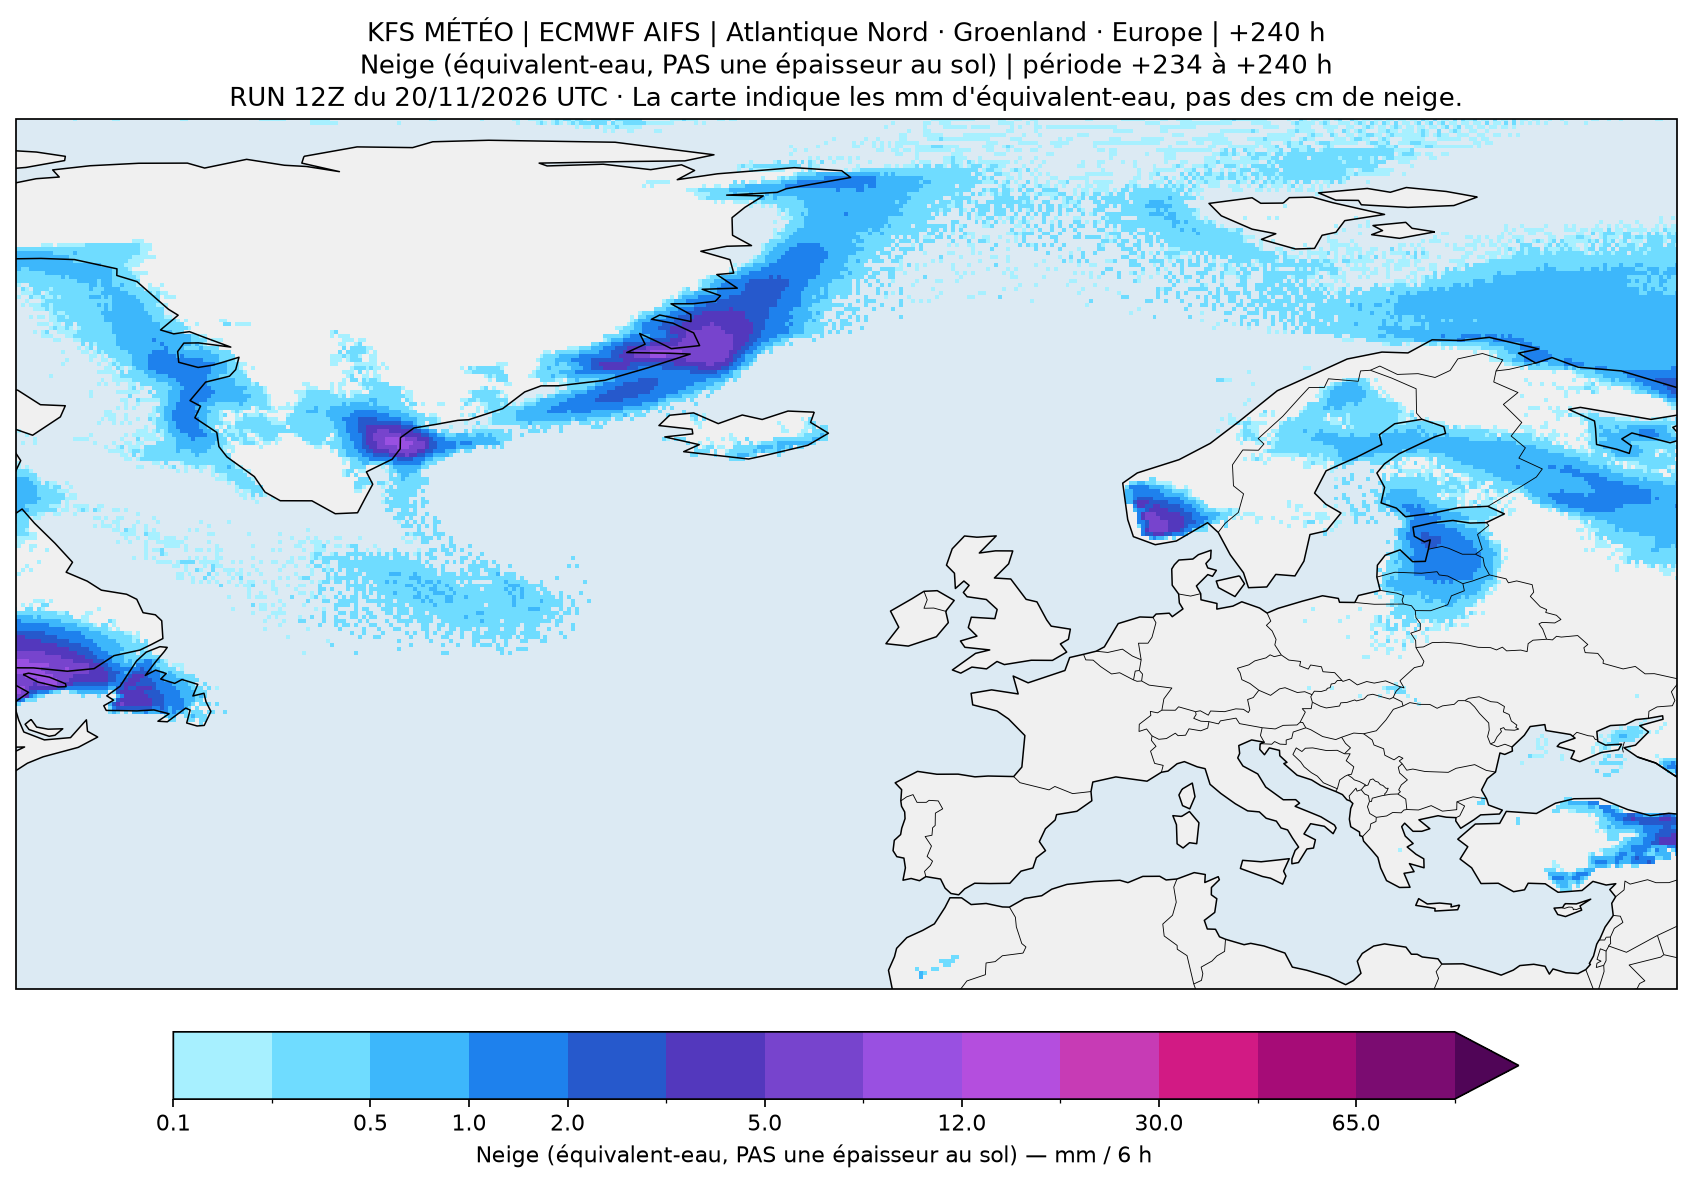 KFS MÉTÉO | ECMWF AIFS | Atlantique Nord · Groenland · Europe | +240 h
Neige (équivalent-eau, PAS une épaisseur au sol) | période +234 à +240 h
RUN 12Z du 20/11/2026 UTC · La carte indique les mm d'équivalent-eau, pas des cm de neige.
0.1 0.5 1.0 2.0 5.0 12.0 30.0 65.0
Neige (équivalent-eau, PAS une épaisseur au sol) — mm / 6 h